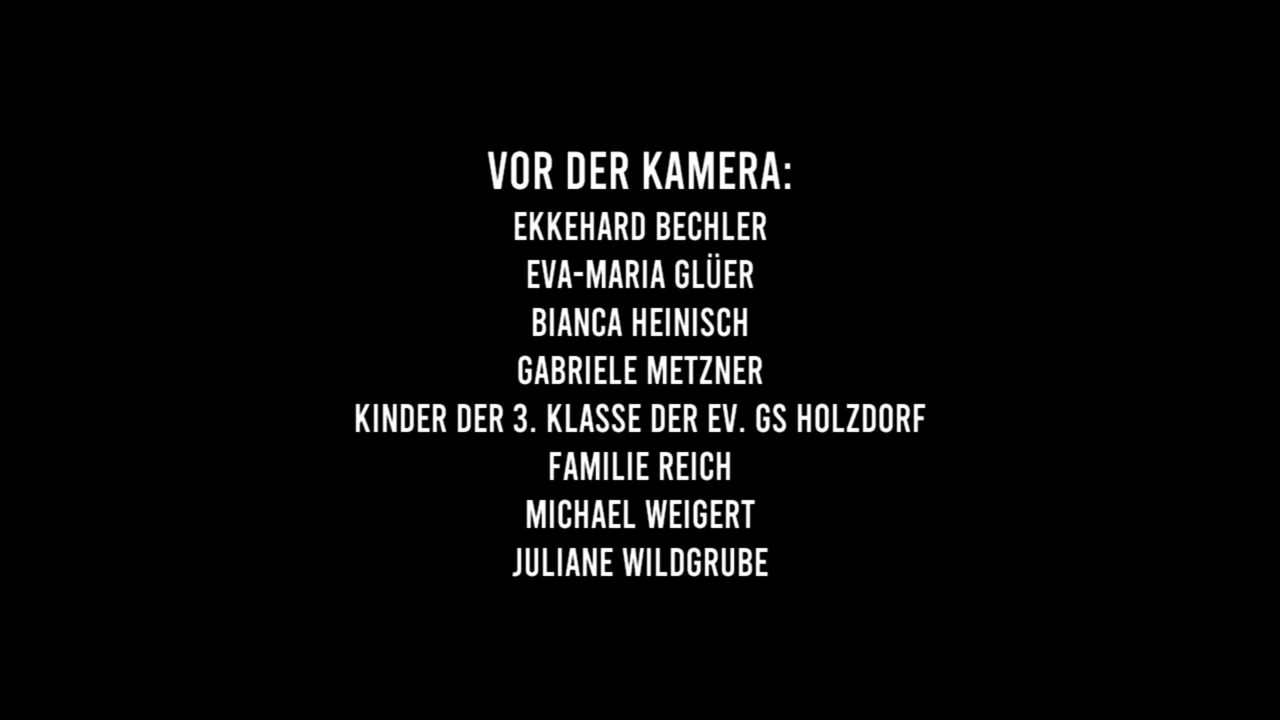 VOR DER KAMERA:
EKKEHARD BECHLER
EVA-MARIA GLÜER
BIANCA HEINISCH
GABRIELE METZNER
KINDER DER 3. KLASSE DER EV. GS HOLZDORF
FAMILIE REICH
MICHAEL WEIGERT
JULIANE WILDGRUBE